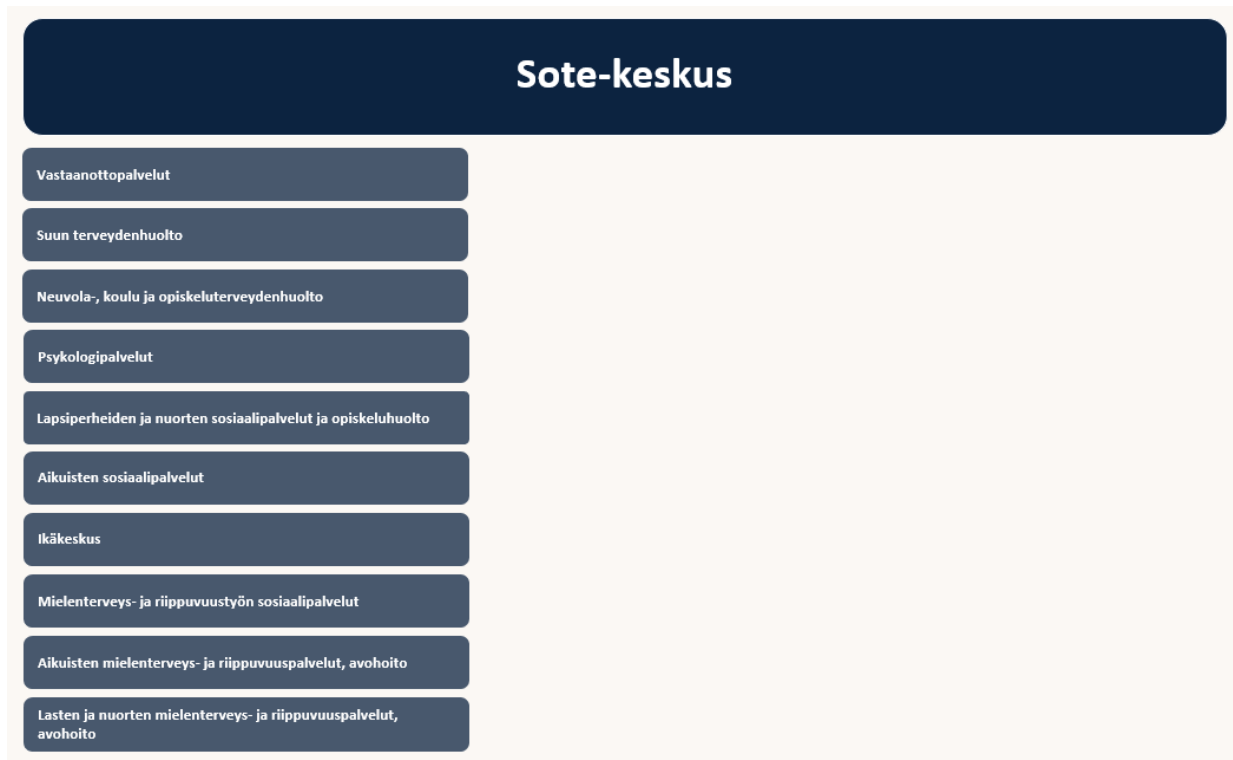 Sote-keskus
Vastaanottopalvelut
Suun terveydenhuolto
Neuvola-, koulu ja opiskeluterveydenhuolto
Psykologipalvelut
Lapsiperheiden ja nuorten sosiaalipalvelut ja opiskeluhuolto
Aikuisten sosiaalipalvelut
Ikäkeskus
Mielenterveys- ja riippuvuustyön sosiaalipalvelut
Aikuisten mielenterveys- ja riippuvuuspalvelut, avohoito
Lasten ja nuorten mielenterveys- ja riippuvuuspalvelut,
avohoito